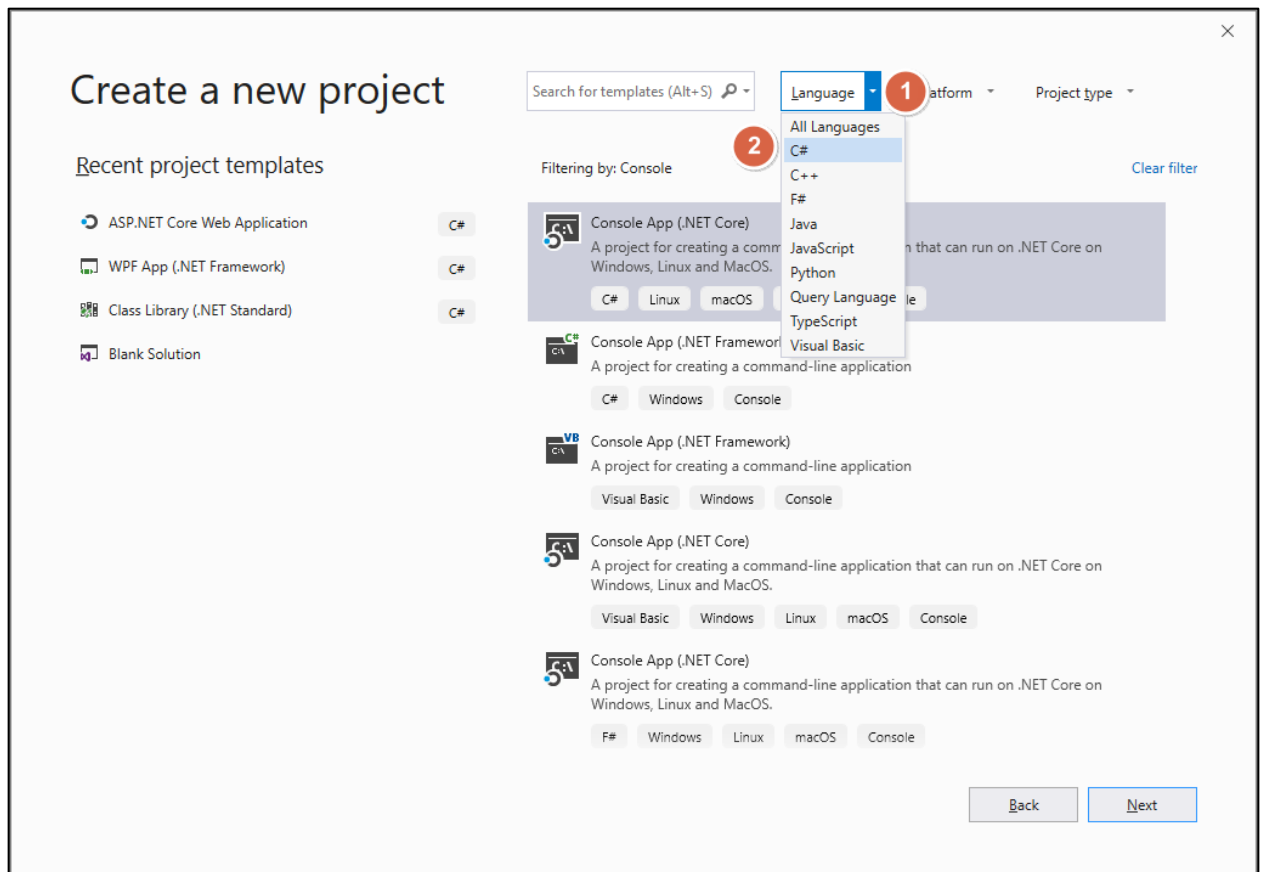 Create a new project
Search for templates (Alt+S)
Language
1
atform
Project type
All Languages
2
C#
C++
F#
Java
JavaScript
Python
Query Language
TypeScript
Visual Basic
Recent project templates
ASP.NET Core Web Application
C#
WPF App (.NET Framework)
C#
Class Library (.NET Standard)
C#
Blank Solution
Filtering by: Console
Clear filter
C:\
Console App (.NET Core)
A project for creating a comm that can run on .NET Core on
Windows, Linux and MacOS.
C# Linux macOS le
C#
C:\
Console App (.NET Framewor
A project for creating a command-line application
C# Windows Console
VB
C:\
Console App (.NET Framework)
A project for creating a command-line application
Visual Basic Windows Console
C:\
Console App (.NET Core)
A project for creating a command-line application that can run on .NET Core on
Windows, Linux and MacOS.
Visual Basic Windows Linux macOS Console
C:\
Console App (.NET Core)
A project for creating a command-line application that can run on .NET Core on
Windows, Linux and MacOS.
F# Windows Linux macOS Console
Back
Next